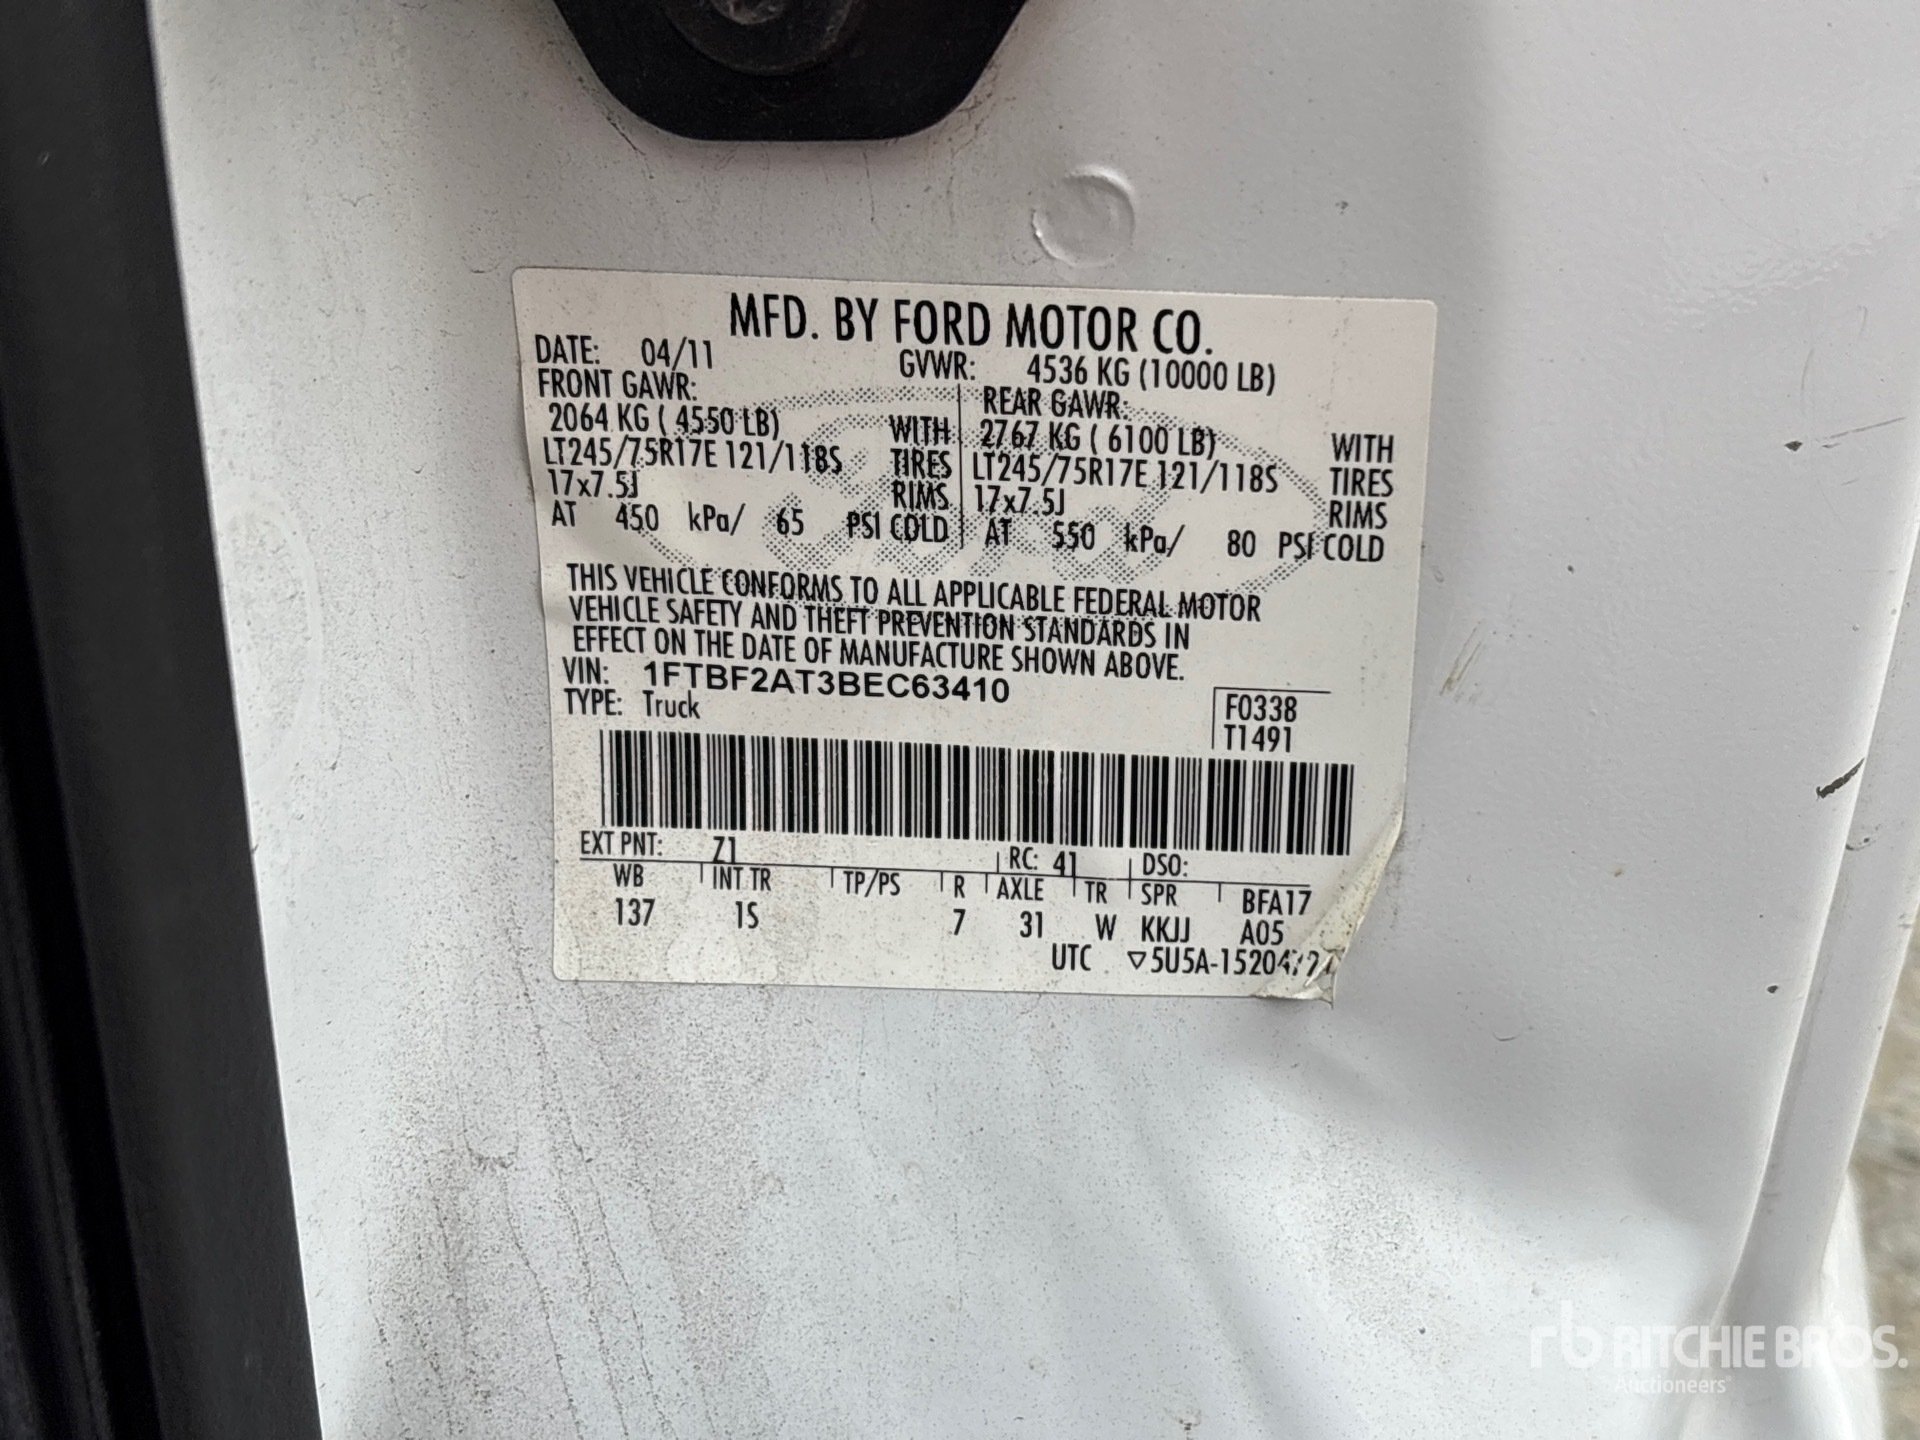 MFD. BY FORD MOTOR CO.
DATE: 04/11 GVWR: 4536 KG (10000 LB)
FRONT GAWR: REAR GAWR:
2064 KG ( 4550 LB) WITH 2767 KG ( 6100 LB) WITH
LT245/75R17E 121/118S TIRES LT245/75R17E 121/118S TIRES
17x7.5J RIMS 17x7.5J RIMS
AT 450 kPa/ 65 PSI COLD AT 550 kPa/ 80 PSI COLD
THIS VEHICLE CONFORMS TO ALL APPLICABLE FEDERAL MOTOR
VEHICLE SAFETY AND THEFT PREVENTION STANDARDS IN
EFFECT ON THE DATE OF MANUFACTURE SHOWN ABOVE.
VIN: 1FTBF2AT3BEC63410
TYPE: Truck F0338
T1491
EXT PNT: Z1 RC: 41 DSO:
WB INT TR TP/PS R AXLE TR SPR BFA17
137 1S 7 31 W KKJJ A05
UTC ▽5U5A-1520472
rb RITCHIE BROS.
Auctioneers